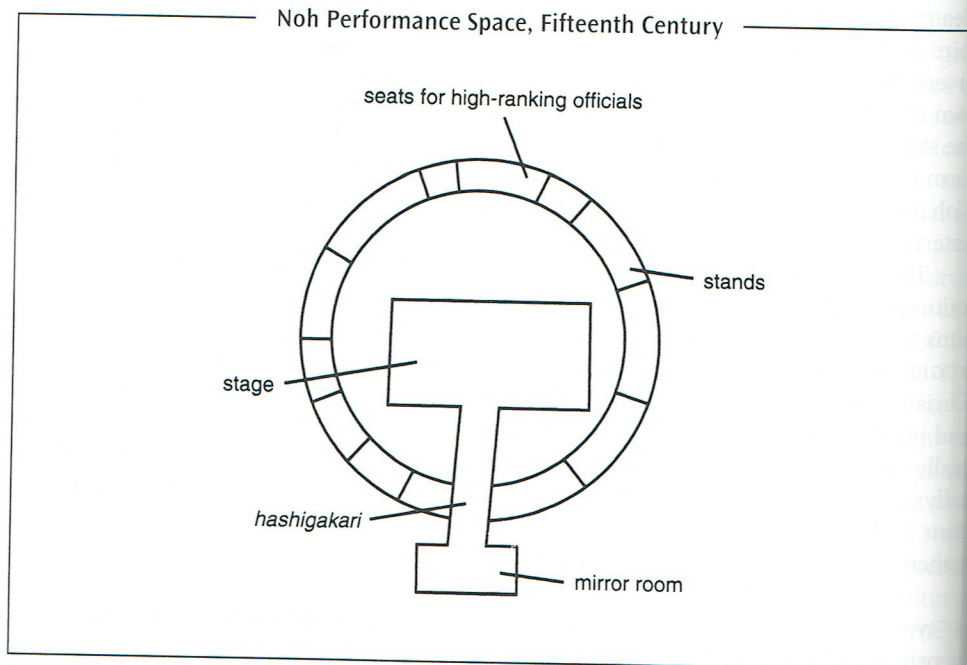 Noh Performance Space, Fifteenth Century
seats for high-ranking officials
stands
stage
hashigakari
mirror room